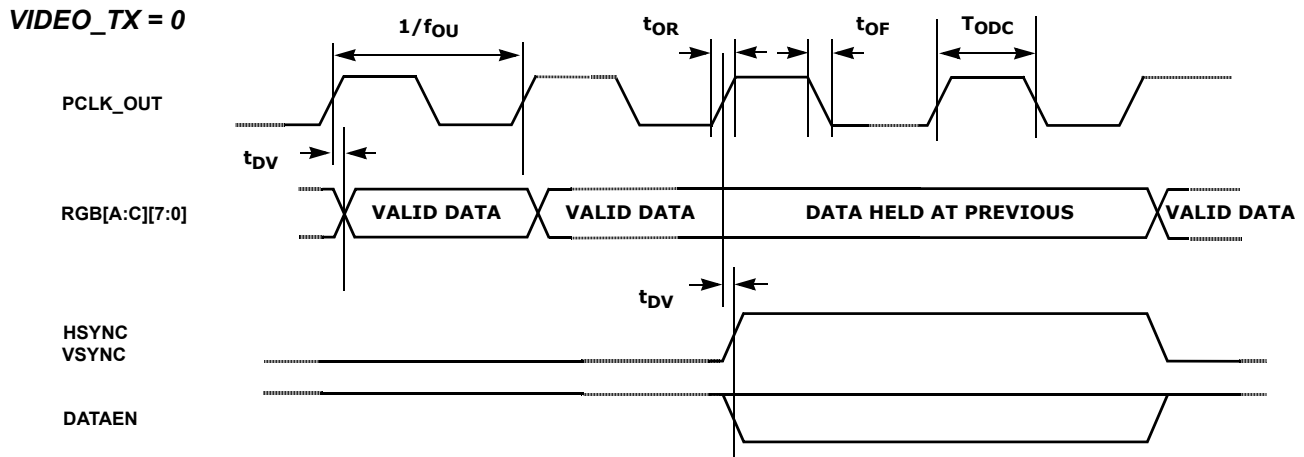 VIDEO_TX = 0
1/fOU
tOR
tOF
TODC
PCLK_OUT
tDV
RGB[A:C][7:0]
VALID DATA
VALID DATA
DATA HELD AT PREVIOUS
VALID DATA
tDV
HSYNC
VSYNC
DATAEN